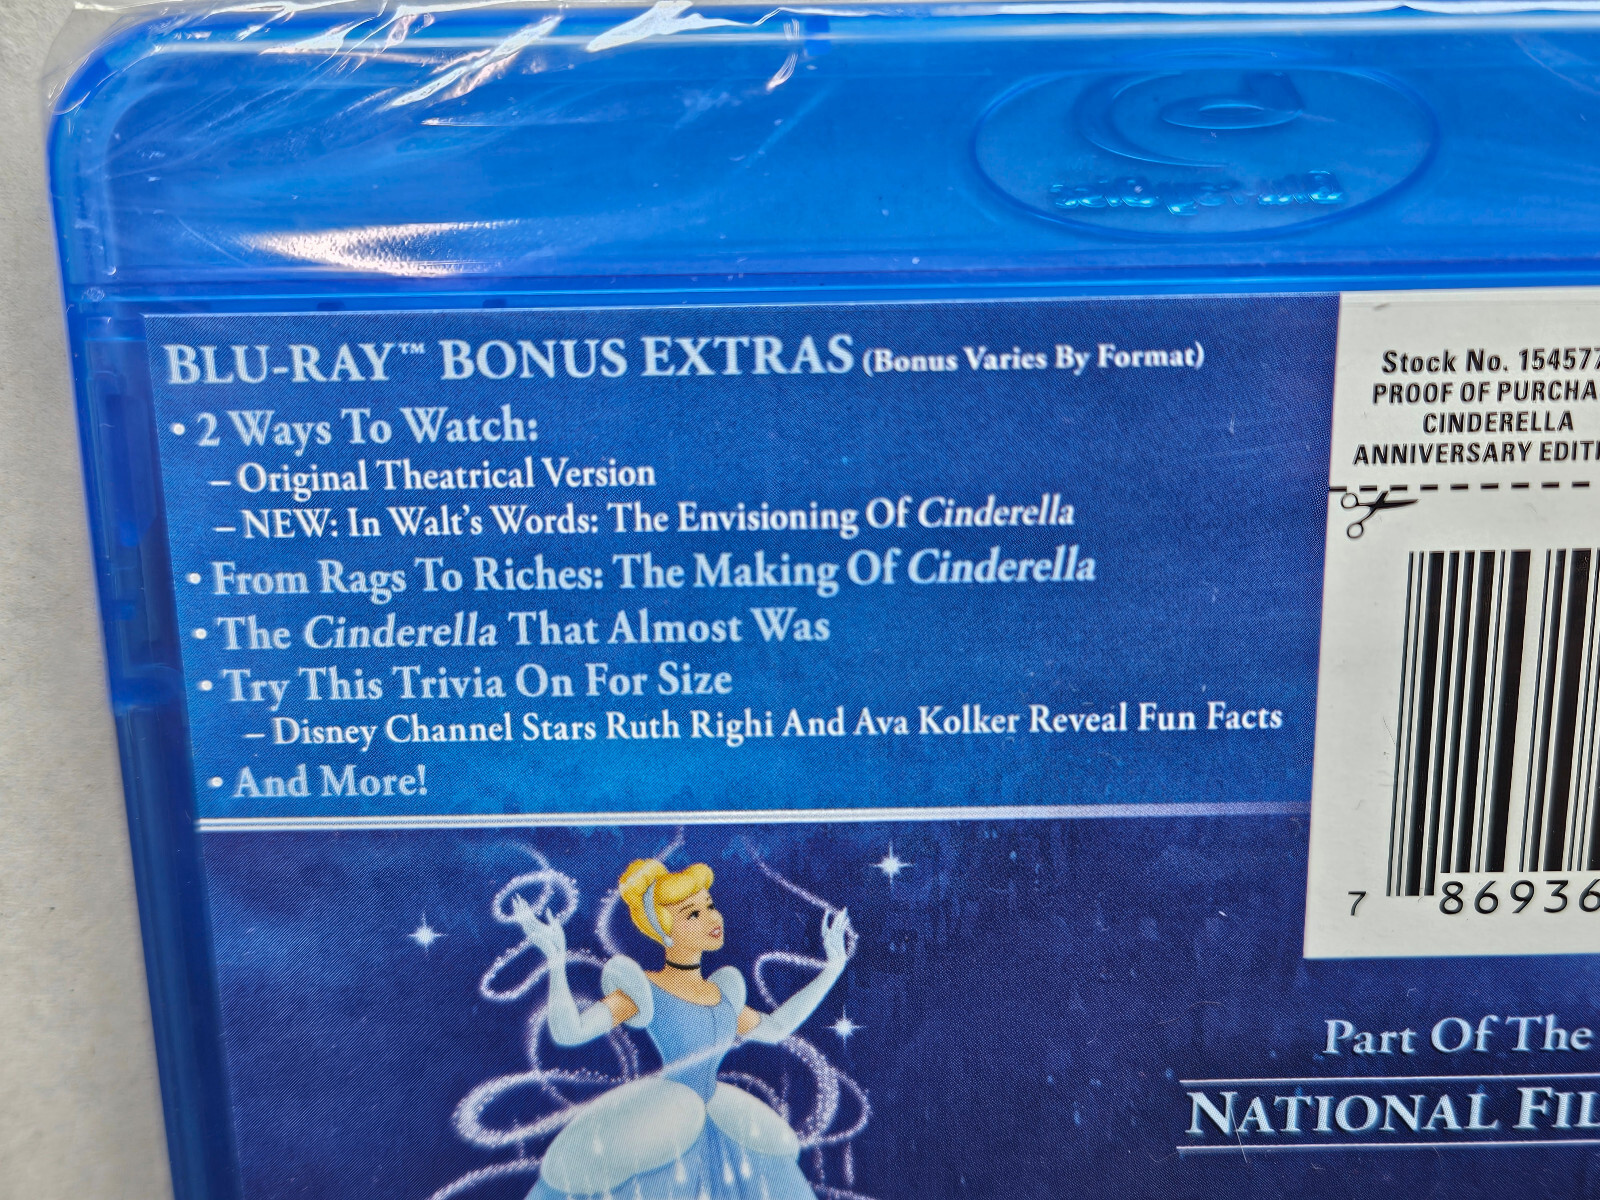 BLU-RAY™ BONUS EXTRAS (Bonus Varies By Format)
• 2 Ways To Watch:
– Original Theatrical Version
– NEW: In Walt's Words: The Envisioning Of Cinderella
• From Rags To Riches: The Making Of Cinderella
• The Cinderella That Almost Was
• Try This Trivia On For Size
– Disney Channel Stars Ruth Righi And Ava Kolker Reveal Fun Facts
• And More!
Stock No. 154577
PROOF OF PURCHA
CINDERELLA
ANNIVERSARY EDITI
7 86936
Part Of The
NATIONAL FIL